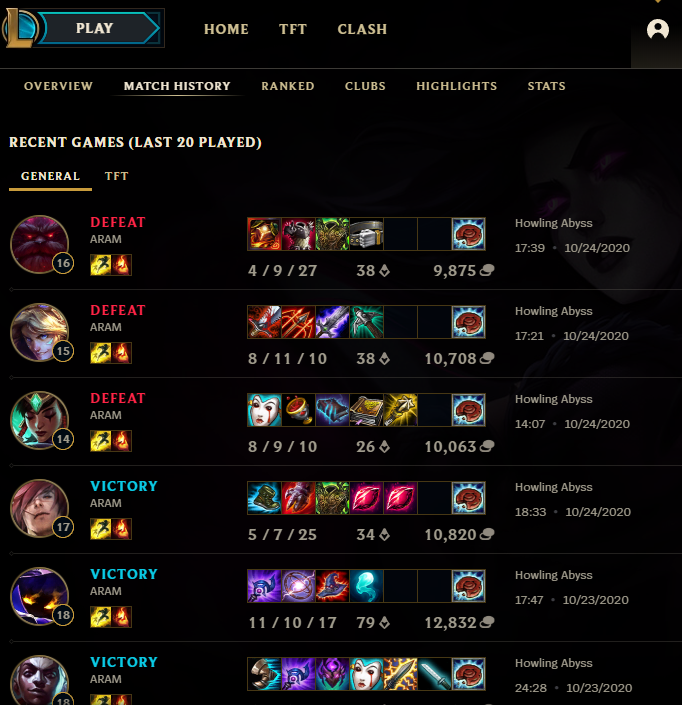 PLAY
HOME TFT CLASH
OVERVIEW MATCH HISTORY RANKED CLUBS HIGHLIGHTS STATS
RECENT GAMES (LAST 20 PLAYED)
GENERAL TFT
DEFEAT
ARAM
16
4 / 9 / 27 38 9,875
Howling Abyss
17:39 • 10/24/2020
DEFEAT
ARAM
15
8 / 11 / 10 38 10,708
Howling Abyss
17:21 • 10/24/2020
DEFEAT
ARAM
14
8 / 9 / 10 26 10,063
Howling Abyss
14:07 • 10/24/2020
VICTORY
ARAM
17
5 / 7 / 25 34 10,820
Howling Abyss
18:33 • 10/24/2020
VICTORY
ARAM
18
11 / 10 / 17 79 12,832
Howling Abyss
17:47 • 10/23/2020
VICTORY
ARAM
18
Howling Abyss
24:28 • 10/23/2020